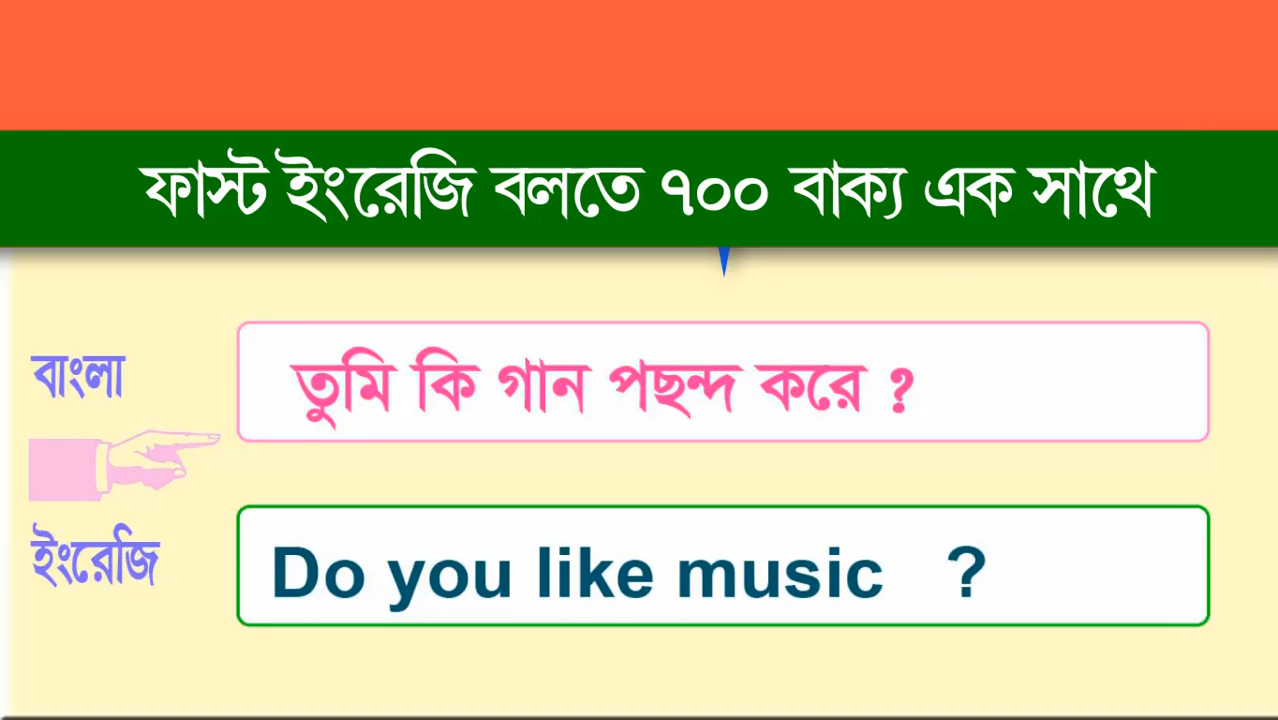 ফাস্ট ইংরেজি বলতে ৭০০ বাক্য এক সাথে
বাংলা
তুমি কি গান পছন্দ করে ?
ইংরেজি
Do you like music ?